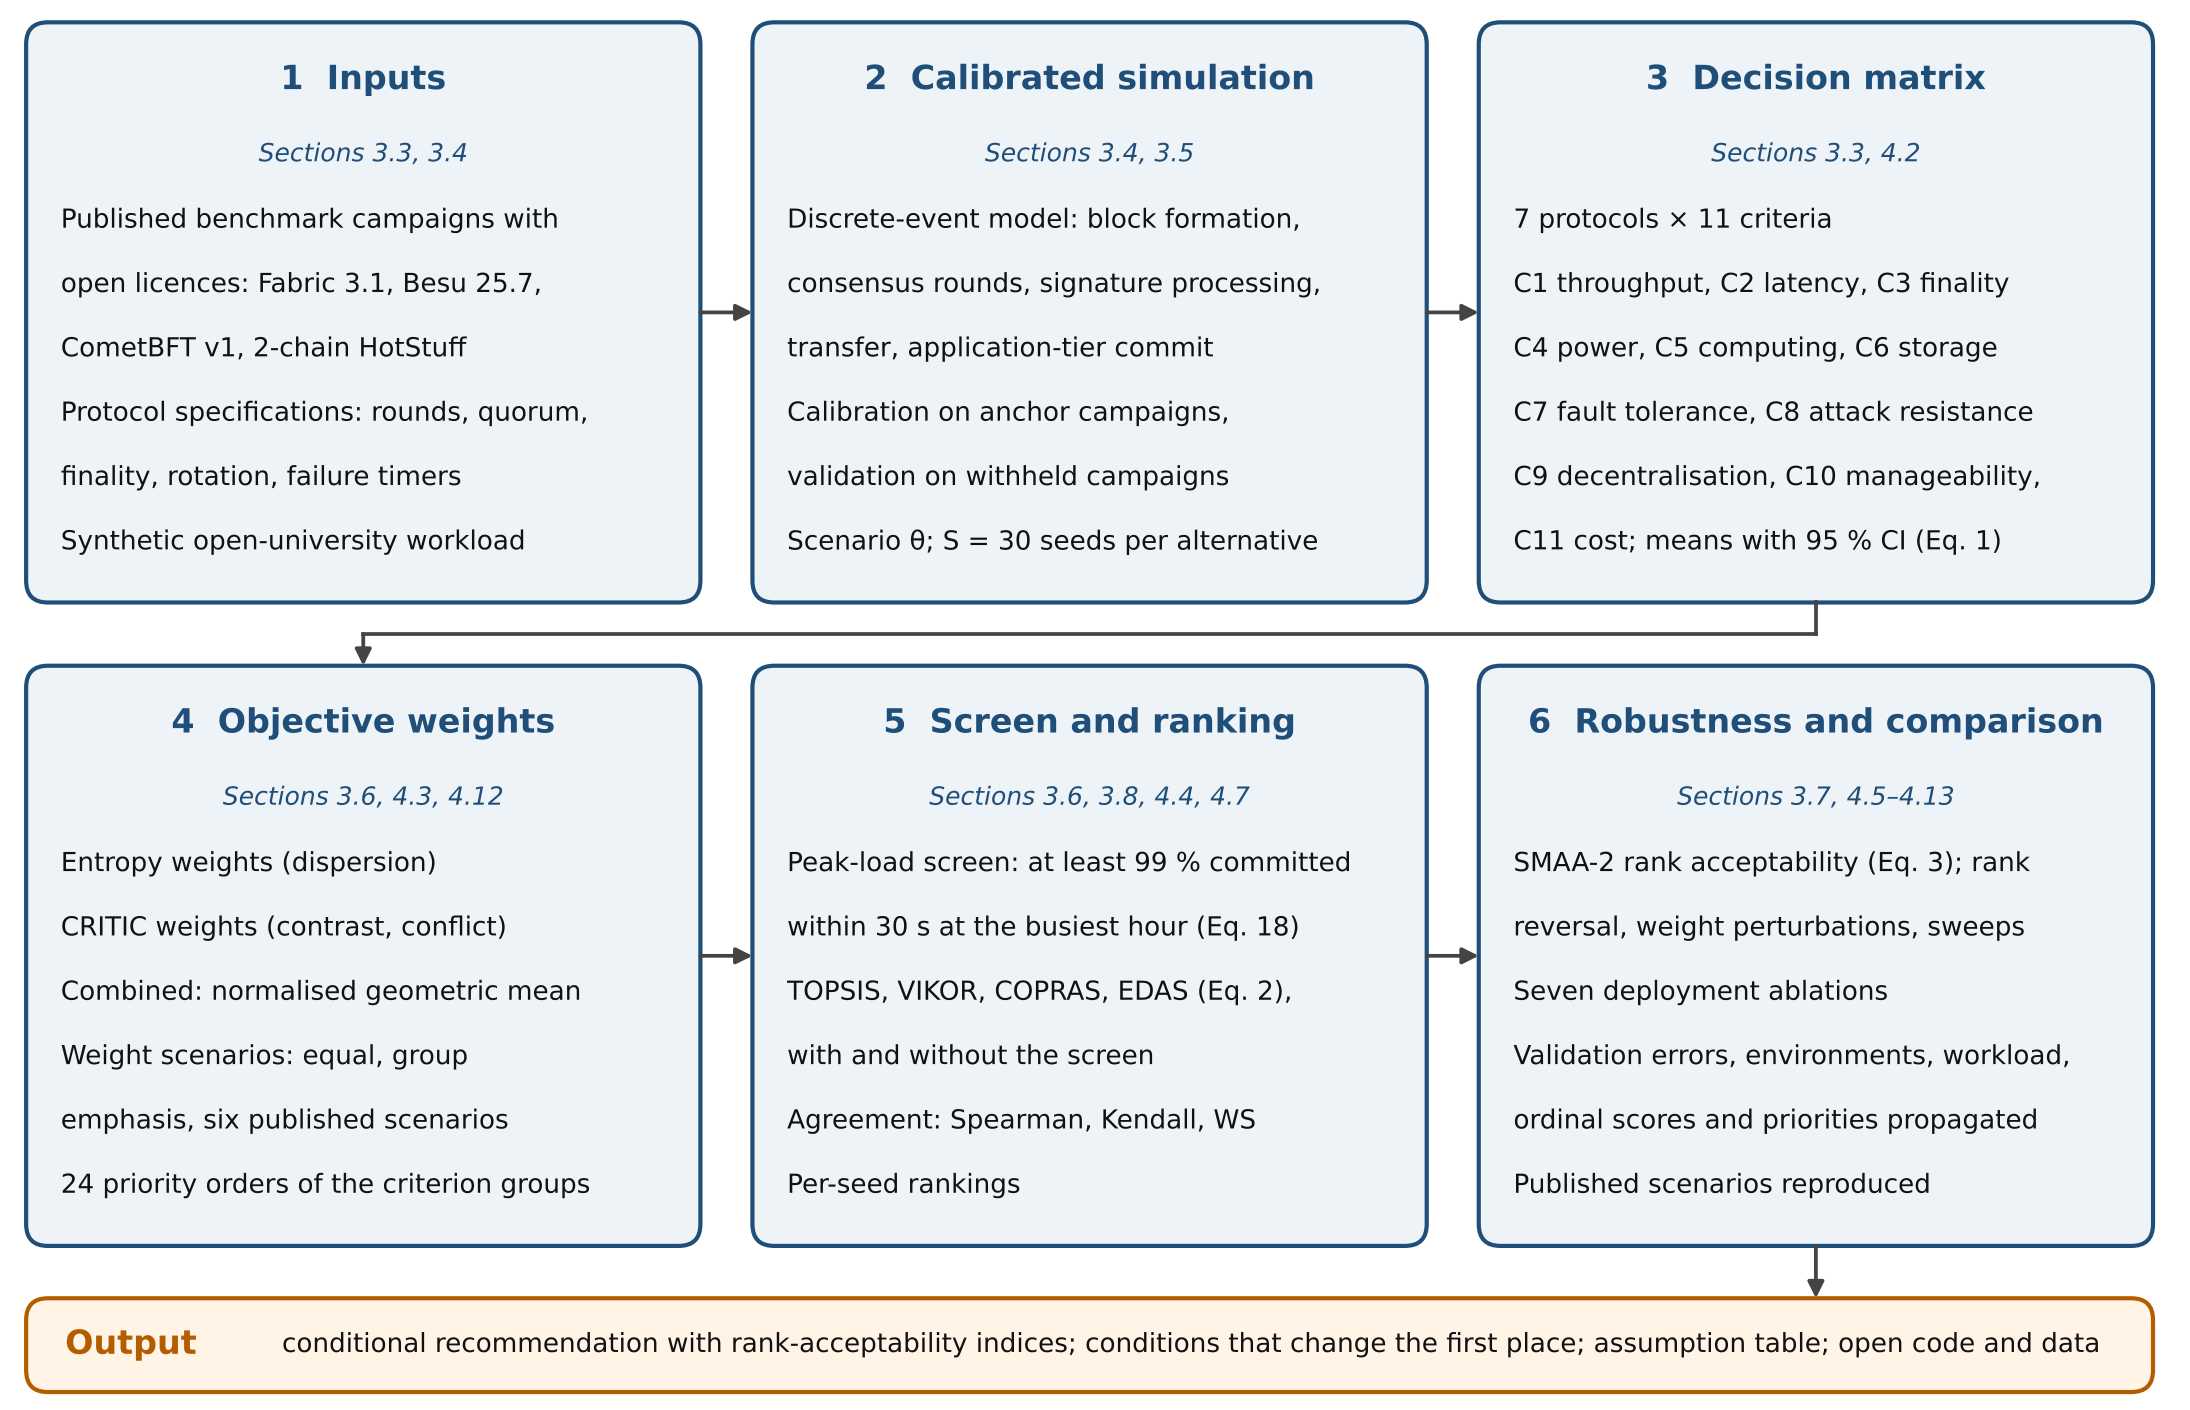 1 Inputs
Sections 3.3, 3.4
Published benchmark campaigns with
open licences: Fabric 3.1, Besu 25.7,
CometBFT v1, 2-chain HotStuff
Protocol specifications: rounds, quorum,
finality, rotation, failure timers
Synthetic open-university workload
2 Calibrated simulation
Sections 3.4, 3.5
Discrete-event model: block formation,
consensus rounds, signature processing,
transfer, application-tier commit
Calibration on anchor campaigns,
validation on withheld campaigns
Scenario θ; S = 30 seeds per alternative
3 Decision matrix
Sections 3.3, 4.2
7 protocols × 11 criteria
C1 throughput, C2 latency, C3 finality
C4 power, C5 computing, C6 storage
C7 fault tolerance, C8 attack resistance
C9 decentralisation, C10 manageability,
C11 cost; means with 95 % CI (Eq. 1)
4 Objective weights
Sections 3.6, 4.3, 4.12
Entropy weights (dispersion)
CRITIC weights (contrast, conflict)
Combined: normalised geometric mean
Weight scenarios: equal, group
emphasis, six published scenarios
24 priority orders of the criterion groups
5 Screen and ranking
Sections 3.6, 3.8, 4.4, 4.7
Peak-load screen: at least 99 % committed
within 30 s at the busiest hour (Eq. 18)
TOPSIS, VIKOR, COPRAS, EDAS (Eq. 2),
with and without the screen
Agreement: Spearman, Kendall, WS
Per-seed rankings
6 Robustness and comparison
Sections 3.7, 4.5–4.13
SMAA-2 rank acceptability (Eq. 3); rank
reversal, weight perturbations, sweeps
Seven deployment ablations
Validation errors, environments, workload,
ordinal scores and priorities propagated
Published scenarios reproduced
Output conditional recommendation with rank-acceptability indices; conditions that change the first place; assumption table; open code and data